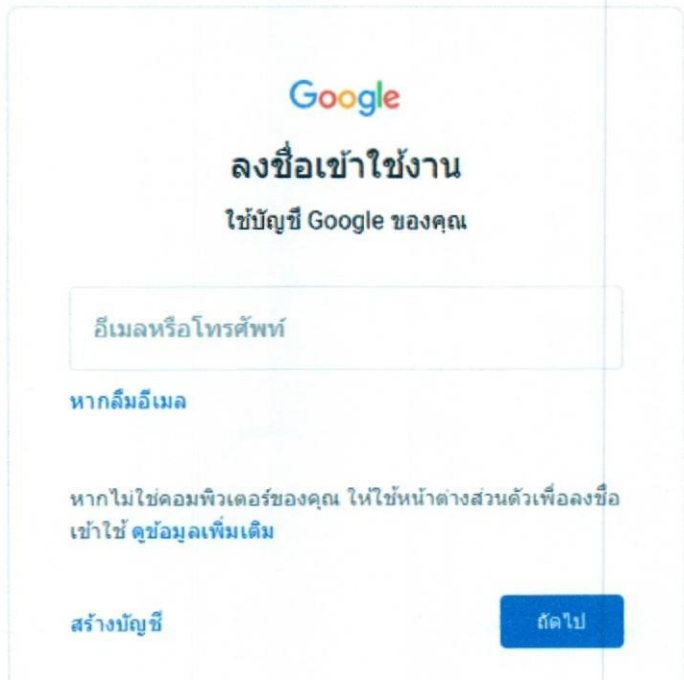 Google
ลงชื่อเข้าใช้งาน
ใช้บัญชี Google ของคุณ
อีเมลหรือโทรศัพท์
หากลืมอีเมล
หากไม่ใช่คอมพิวเตอร์ของคุณ ให้ใช้หน้าต่างส่วนตัวเพื่อลงชื่อ
เข้าใช้ ดูข้อมูลเพิ่มเติม
สร้างบัญชี
ถัดไป